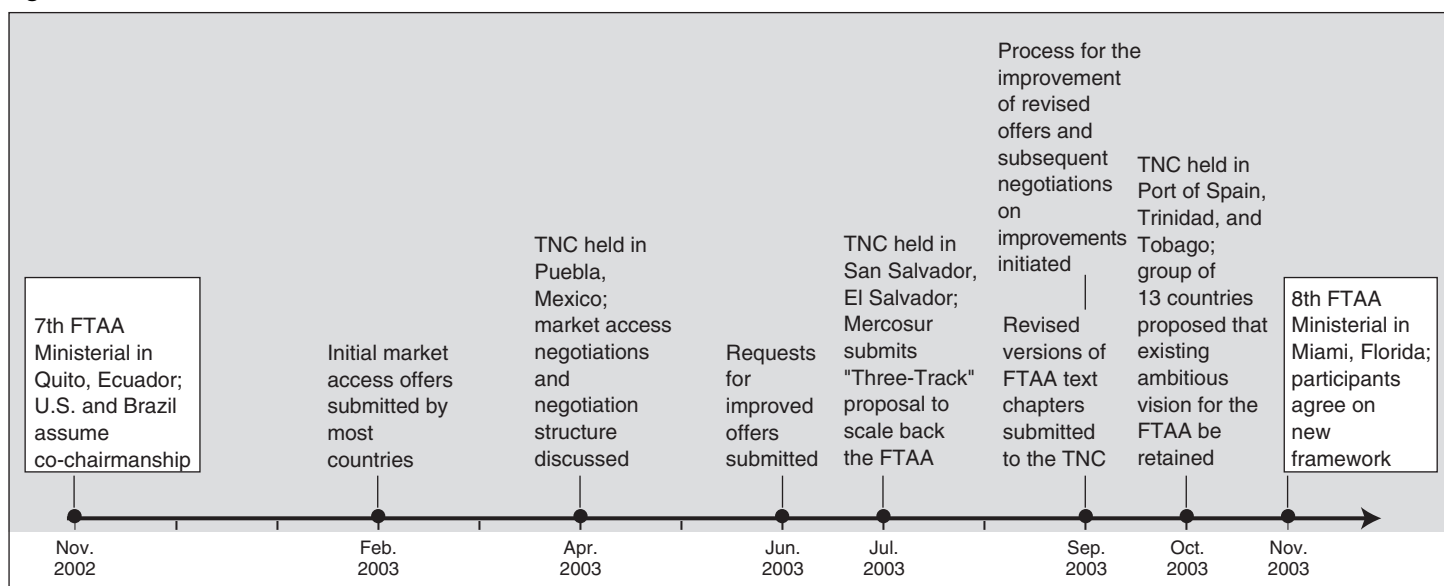 7th FTAA
Ministerial in
Quito, Ecuador;
U.S. and Brazil
assume
co-chairmanship
Initial market
access offers
submitted by
most
countries
TNC held in
Puebla,
Mexico;
market access
negotiations
and
negotiation
structure
discussed
Requests
for
improved
offers
submitted
TNC held in
San Salvador,
El Salvador;
Mercosur
submits
"Three-Track"
proposal to
scale back
the FTAA
Process for the
improvement
of revised
offers and
subsequent
negotiations
on
improvements
initiated
Revised
versions of
FTAA text
chapters
submitted
to the TNC
TNC held in
Port of Spain,
Trinidad, and
Tobago;
group of
13 countries
proposed that
existing
ambitious
vision for the
FTAA be
retained
8th FTAA
Ministerial in
Miami, Florida;
participants
agree on
new
framework
Nov.
2002
Feb.
2003
Apr.
2003
Jun.
2003
Jul.
2003
Sep.
2003
Oct.
2003
Nov.
2003